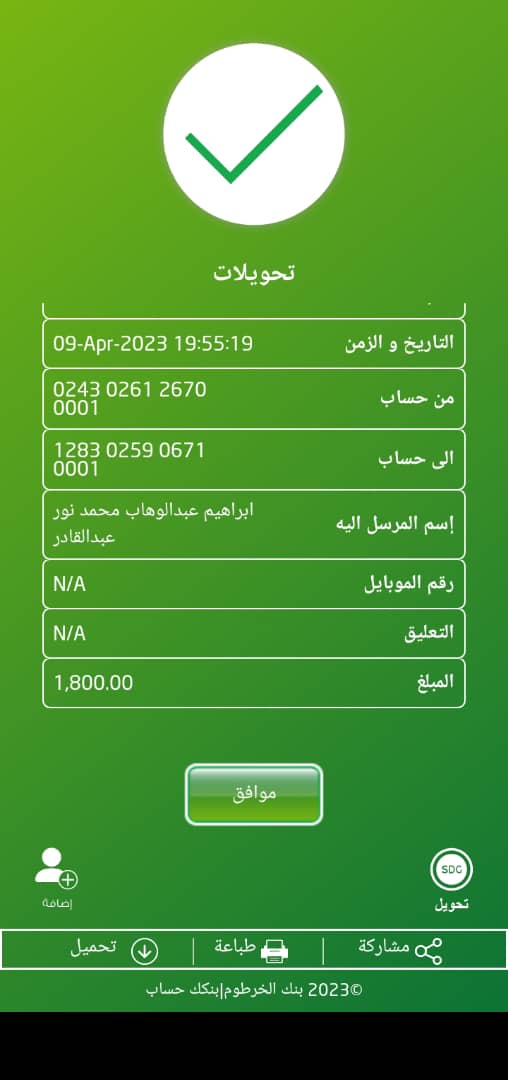 تحويلات
التاريخ و الزمن 09-Apr-2023 19:55:19
من حساب 0243 0261 2670
0001
الى حساب 1283 0259 0671
0001
إسم المرسل اليه ابراهيم عبدالوهاب محمد نور
عبدالقادر
رقم الموبايل N/A
التعليق N/A
المبلغ 1,800.00
موافق
SDG
تحويل إضافة
مشاركة طباعة تحميل
©2023 بنك الخرطوم|بنكك حساب